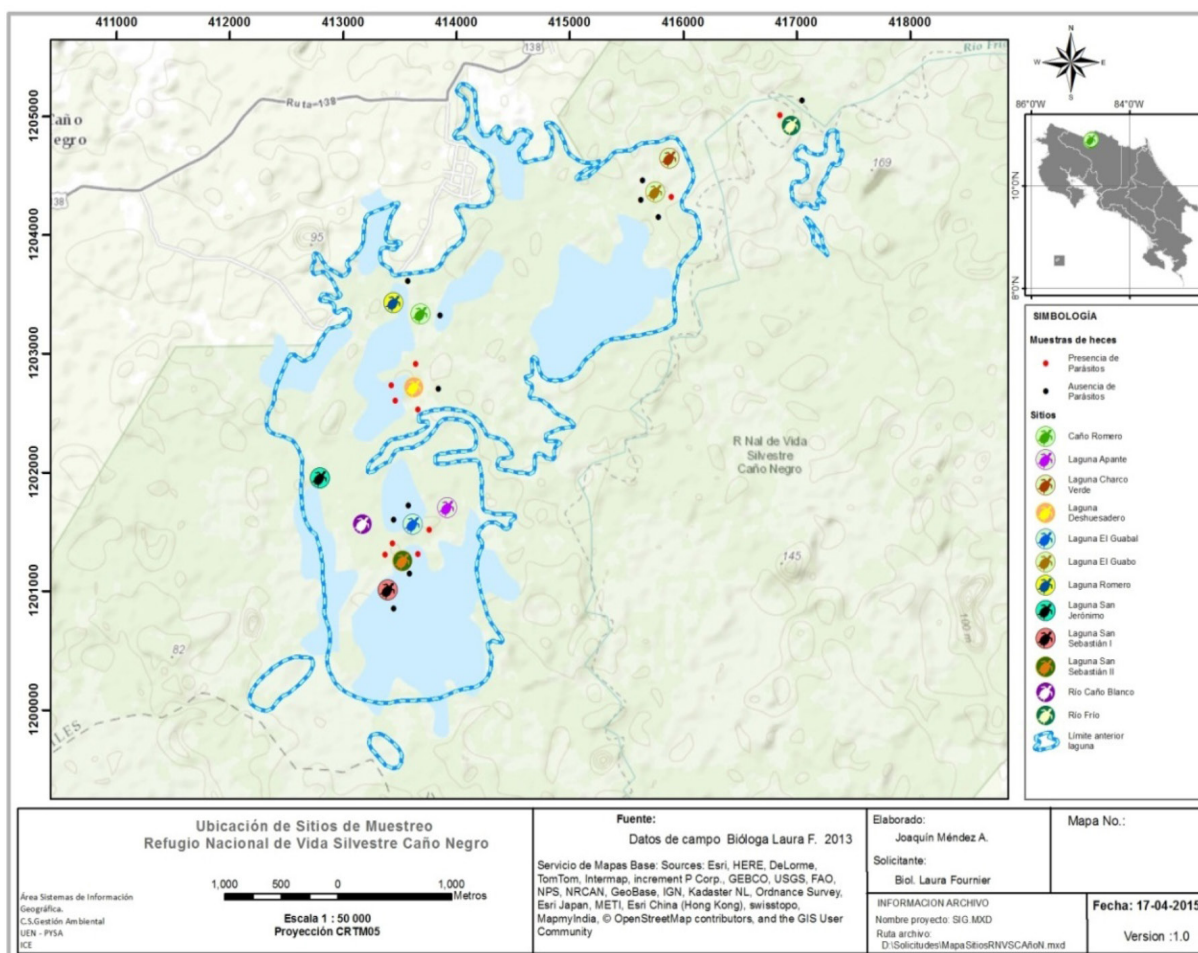 411000
412000
413000
414000
415000
416000
417000
418000
1205000
1204000
1203000
1202000
1201000
1200000
138
Río Frío
Ruta-138
año
egro
38
169
95
R Nal de Vida
Silvestre
Caño Negro
145
100 m
82
ILES
N
W
E
S
86°0'W
84°0'W
10°0'N
8°0'N
SIMBOLOGÍA
Muestras de heces
Presencia de
Parásitos
Ausencia de
Parásitos
Sitios
Caño Romero
Laguna Apante
Laguna Charco
Verde
Laguna
Deshuesadero
Laguna El Guabal
Laguna El Guabo
Laguna Romero
Laguna San
Jerónimo
Laguna San
Sebastián I
Laguna San
Sebastián II
Río Caño Blanco
Río Frío
Límite anterior
laguna
Ubicación de Sitios de Muestreo
Refugio Nacional de Vida Silvestre Caño Negro
1,000 500 0 1,000
Metros
Escala 1 : 50 000
Proyección CRTM05
Área Sistemas de Información
Geográfica.
C.S.Gestión Ambiental
UEN - PYSA
ICE
Fuente:
Datos de campo Bióloga Laura F. 2013
Servicio de Mapas Base: Sources: Esri, HERE, DeLorme,
TomTom, Intermap, increment P Corp., GEBCO, USGS, FAO,
NPS, NRCAN, GeoBase, IGN, Kadaster NL, Ordnance Survey,
Esri Japan, METI, Esri China (Hong Kong), swisstopo,
MapmyIndia, © OpenStreetMap contributors, and the GIS User
Community
Elaborado:
Joaquín Méndez A.
Solicitante:
Biol. Laura Fournier
Mapa No.:
INFORMACION ARCHIVO
Nombre proyecto: SIG.MXD
Ruta archivo:
D:\Solicitudes\MapaSitiosRNVSCAñoN.mxd
Fecha: 17-04-2015
Version :1.0